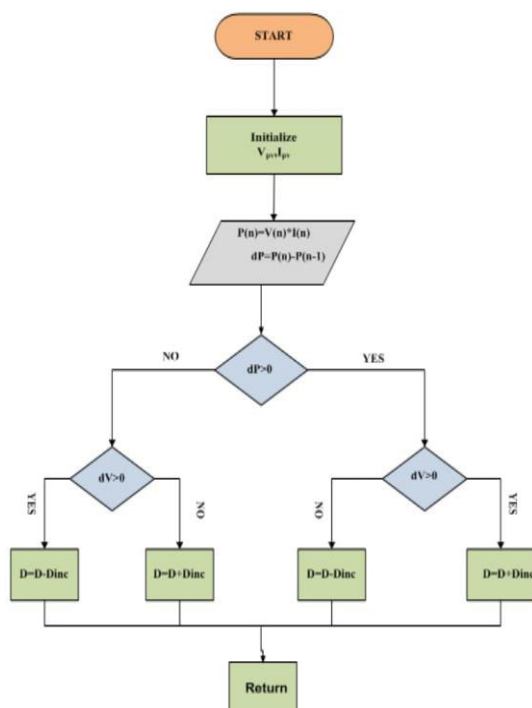 START
Initialize
Vpv,Ipv
P(n)=V(n)*I(n)
dP=P(n)-P(n-1)
NO
dP>0
YES
dV>0
dV>0
YES
NO
NO
YES
D=D-Dinc
D=D+Dinc
D=D-Dinc
D=D+Dinc
Return